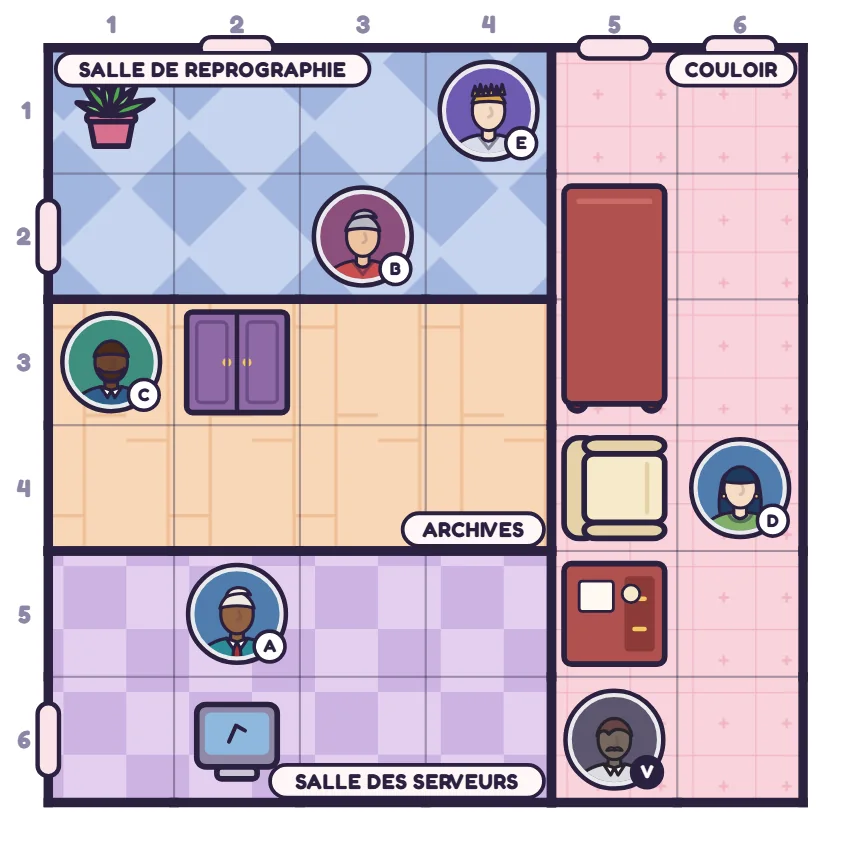 1 2 3 4 5 6
SALLE DE REPROGRAPHIE COULOIR
1
E
2
B
3
C
4
ARCHIVES
D
5
A
6
SALLE DES SERVEURS
V